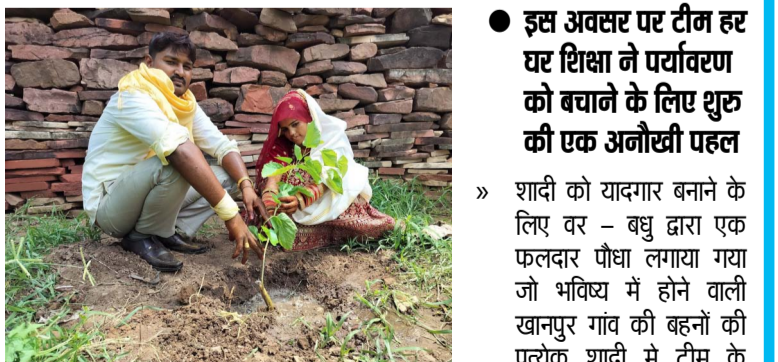 ● इस अवसर पर टीम हर
घर शिक्षा ने पर्यावरण
को बचाने के लिए शुरु
की एक अनौखी पहल
» शादी को यादगार बनाने के
लिए वर – बधु द्वारा एक
फलदार पौधा लगाया गया
जो भविष्य में होने वाली
खानपुर गांव की बहनों की
प्रत्येक शादी मे टीम के